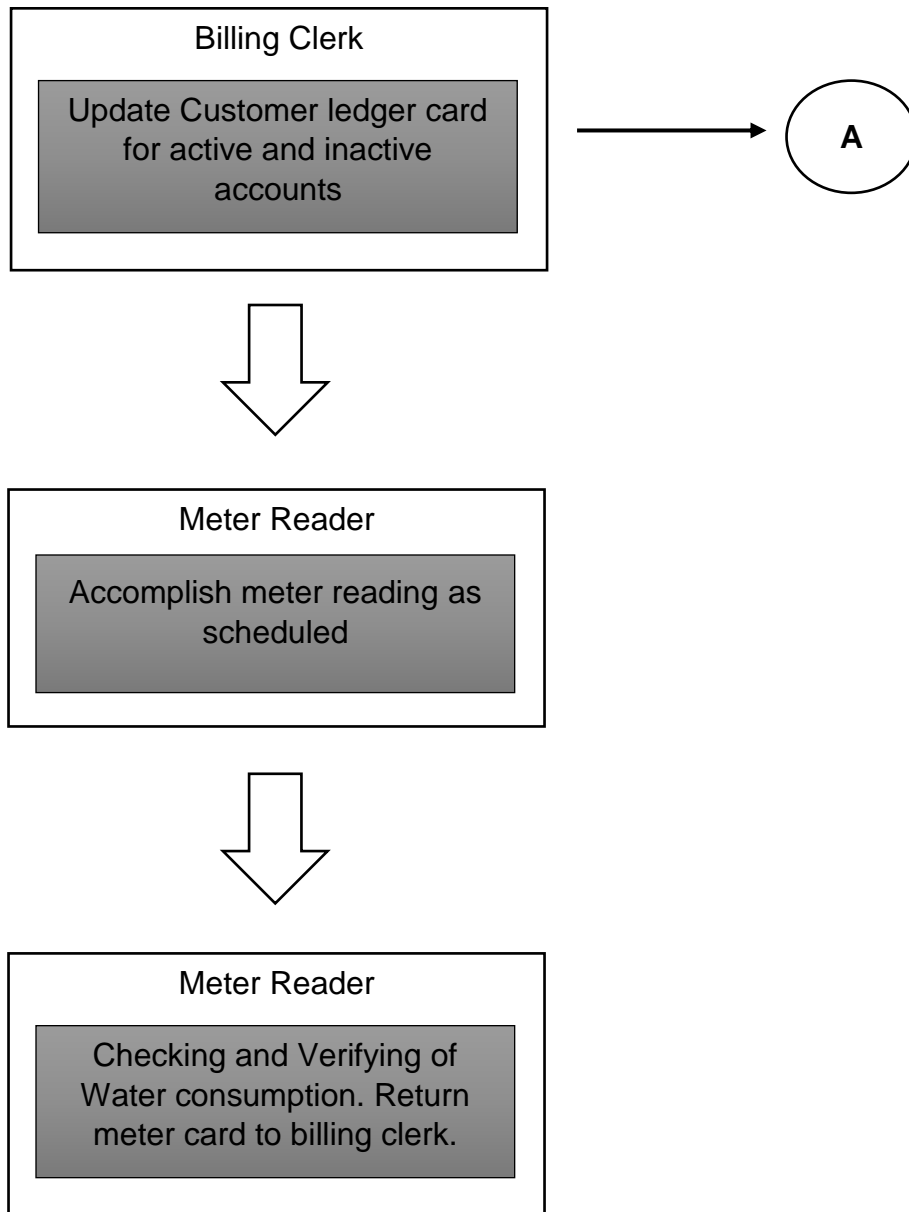 Billing Clerk
Update Customer ledger card
for active and inactive
accounts
A
Meter Reader
Accomplish meter reading as
scheduled
Meter Reader
Checking and Verifying of
Water consumption. Return
meter card to billing clerk.